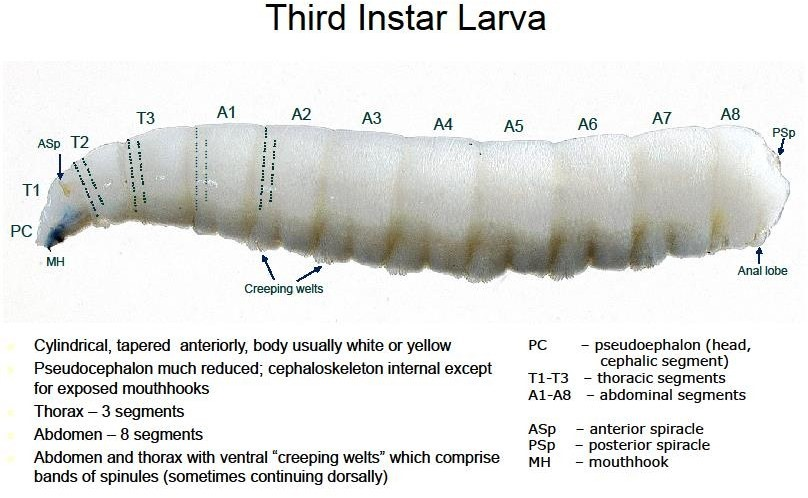 Third Instar Larva
ASp
T1
T2
T3
A1
A2
A3
A4
A5
A6
A7
A8
PSp
PC
MH
Creeping welts
Anal lobe
Cylindrical, tapered anteriorly, body usually white or yellow
Pseudocephalon much reduced; cephaloskeleton internal except
for exposed mouthhooks
Thorax – 3 segments
Abdomen – 8 segments
Abdomen and thorax with ventral “creeping welts” which comprise
bands of spinules (sometimes continuing dorsally)
PC – pseudoephalon (head,
cephalic segment)
T1-T3 – thoracic segments
A1-A8 – abdominal segments
ASp – anterior spiracle
PSp – posterior spiracle
MH – mouthhook